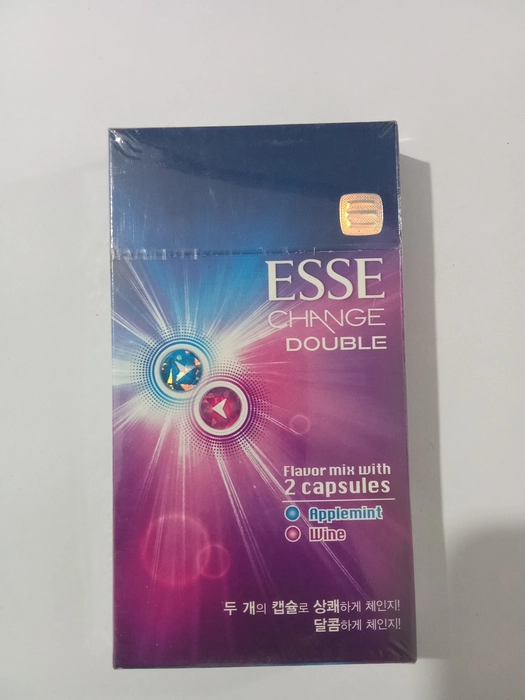 ESSE
CHANGE
DOUBLE
Flavor mix with
2 capsules
Applemint
Wine
두 개의 캡슐로 상쾌하게 체인지!
달콤하게 체인지!